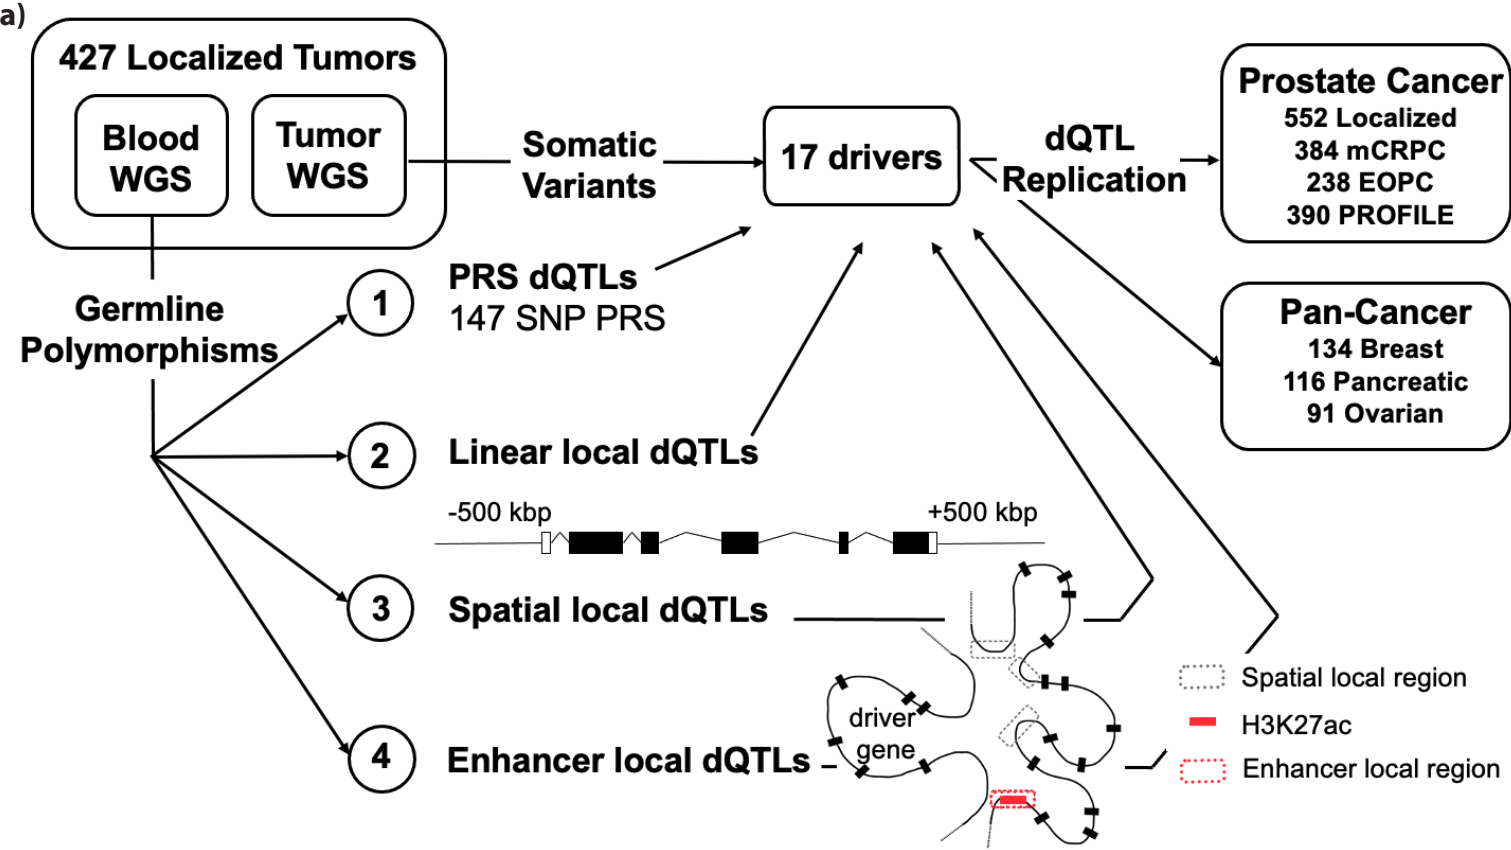 a)
427 Localized Tumors
Blood
WGS
Tumor
WGS
Somatic
Variants
17 drivers
dQTL
Replication
Prostate Cancer
552 Localized
384 mCRPC
238 EOPC
390 PROFILE
Pan-Cancer
134 Breast
116 Pancreatic
91 Ovarian
Germline
Polymorphisms
1
PRS dQTLs
147 SNP PRS
2
Linear local dQTLs
-500 kbp
+500 kbp
3
Spatial local dQTLs
4
Enhancer local dQTLs
driver
gene
Spatial local region
H3K27ac
Enhancer local region